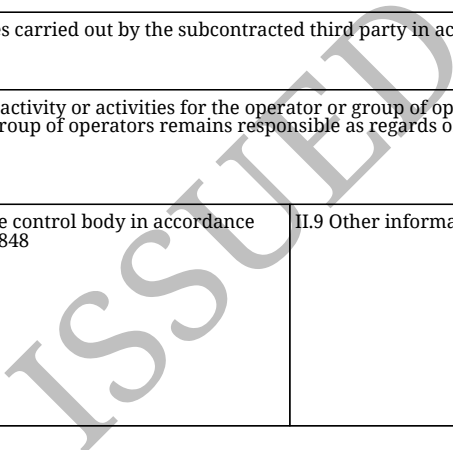 s carried out by the subcontracted third party in ac
activity or activities for the operator or group of op
roup of operators remains responsible as regards o
e control body in accordance
848
II.9 Other informa
ISSUED